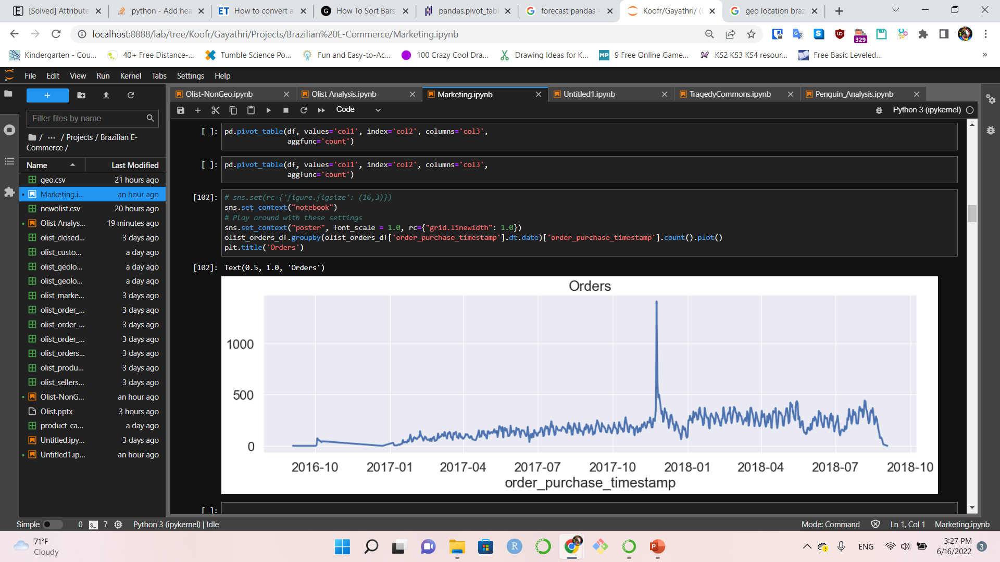 [Solved] Attribute
python - Add hea
How to convert a
How To Sort Bars
pandas.pivot_tabl
forecast pandas -
Koofr/Gayathri/ (6
geo location braz
localhost:8888/lab/tree/Koofr/Gayathri/Projects/Brazilian%20E-Commerce/Marketing.ipynb
329
Kindergarten - Cou...
40+ Free Distance-...
Tumble Science Po...
Fun and Easy-to-Ac...
100 Crazy Cool Dra...
Drawing Ideas for K...
9 Free Online Game...
KS2 KS3 KS4 resour...
Free Basic Leveled...
File Edit View Run Kernel Tabs Settings Help
Olist-NonGeo.ipynb
Olist Analysis.ipynb
Marketing.ipynb
Untitled1.ipynb
TragedyCommons.ipynb
Penguin_Analysis.ipynb
Code
Python 3 (ipykernel)
Filter files by name
/ ··· / Projects / Brazilian E-
Commerce /
Name Last Modified
geo.csv 21 hours ago
Marketing.i... an hour ago
newolist.csv 20 hours ago
Olist Analys... 19 minutes ago
olist_closed... 3 days ago
olist_custo... a day ago
olist_geolo... a day ago
olist_geolo... a day ago
olist_marke... 3 days ago
olist_order_... 3 days ago
olist_order_... 3 days ago
olist_order_... 3 days ago
olist_orders... 3 days ago
olist_produ... 3 days ago
olist_sellers... 3 days ago
Olist-NonG... an hour ago
Olist.pptx 3 hours ago
product_ca... a day ago
Untitled.ipy... 3 days ago
Untitled1.ip... an hour ago
[ ]: pd.pivot_table(df, values='col1', index='col2', columns='col3',
aggfunc='count')
[ ]: pd.pivot_table(df, values='col1', index='col2', columns='col3',
aggfunc='count')
[102]: # sns.set(rc={'figure.figsize': (16,3)})
sns.set_context("notebook")
# Play around with these settings
sns.set_context("poster", font_scale = 1.0, rc={"grid.linewidth": 1.0})
olist_orders_df.groupby(olist_orders_df['order_purchase_timestamp'].dt.date)['order_purchase_timestamp'].count().plot()
plt.title('Orders')
[102]: Text(0.5, 1.0, 'Orders')
Orders
1000
500
0
2016-10 2017-01 2017-04 2017-07 2017-10 2018-01 2018-04 2018-07 2018-10
order_purchase_timestamp
[ ]:
Simple 0 7 Python 3 (ipykernel) | Idle
Mode: Command Ln 1, Col 1 Marketing.ipynb
71°F
Cloudy
ENG
3:27 PM
6/16/2022
3